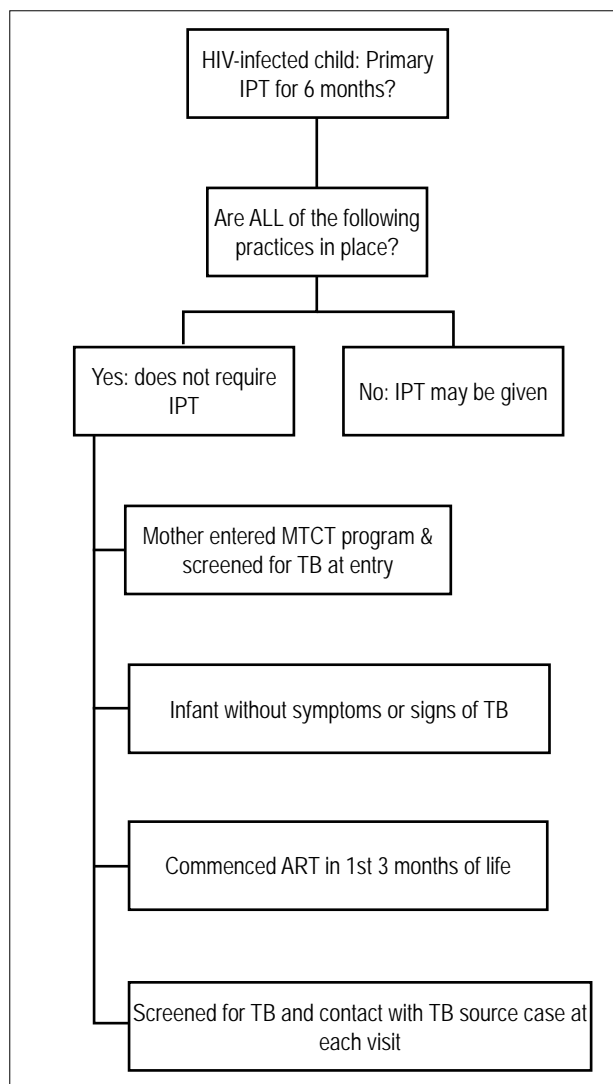 HIV-infected child: Primary
IPT for 6 months?
Are ALL of the following
practices in place?
Yes: does not require
IPT
No: IPT may be given
Mother entered MTCT program &
screened for TB at entry
Infant without symptoms or signs of TB
Commenced ART in 1st 3 months of life
Screened for TB and contact with TB source case at
each visit